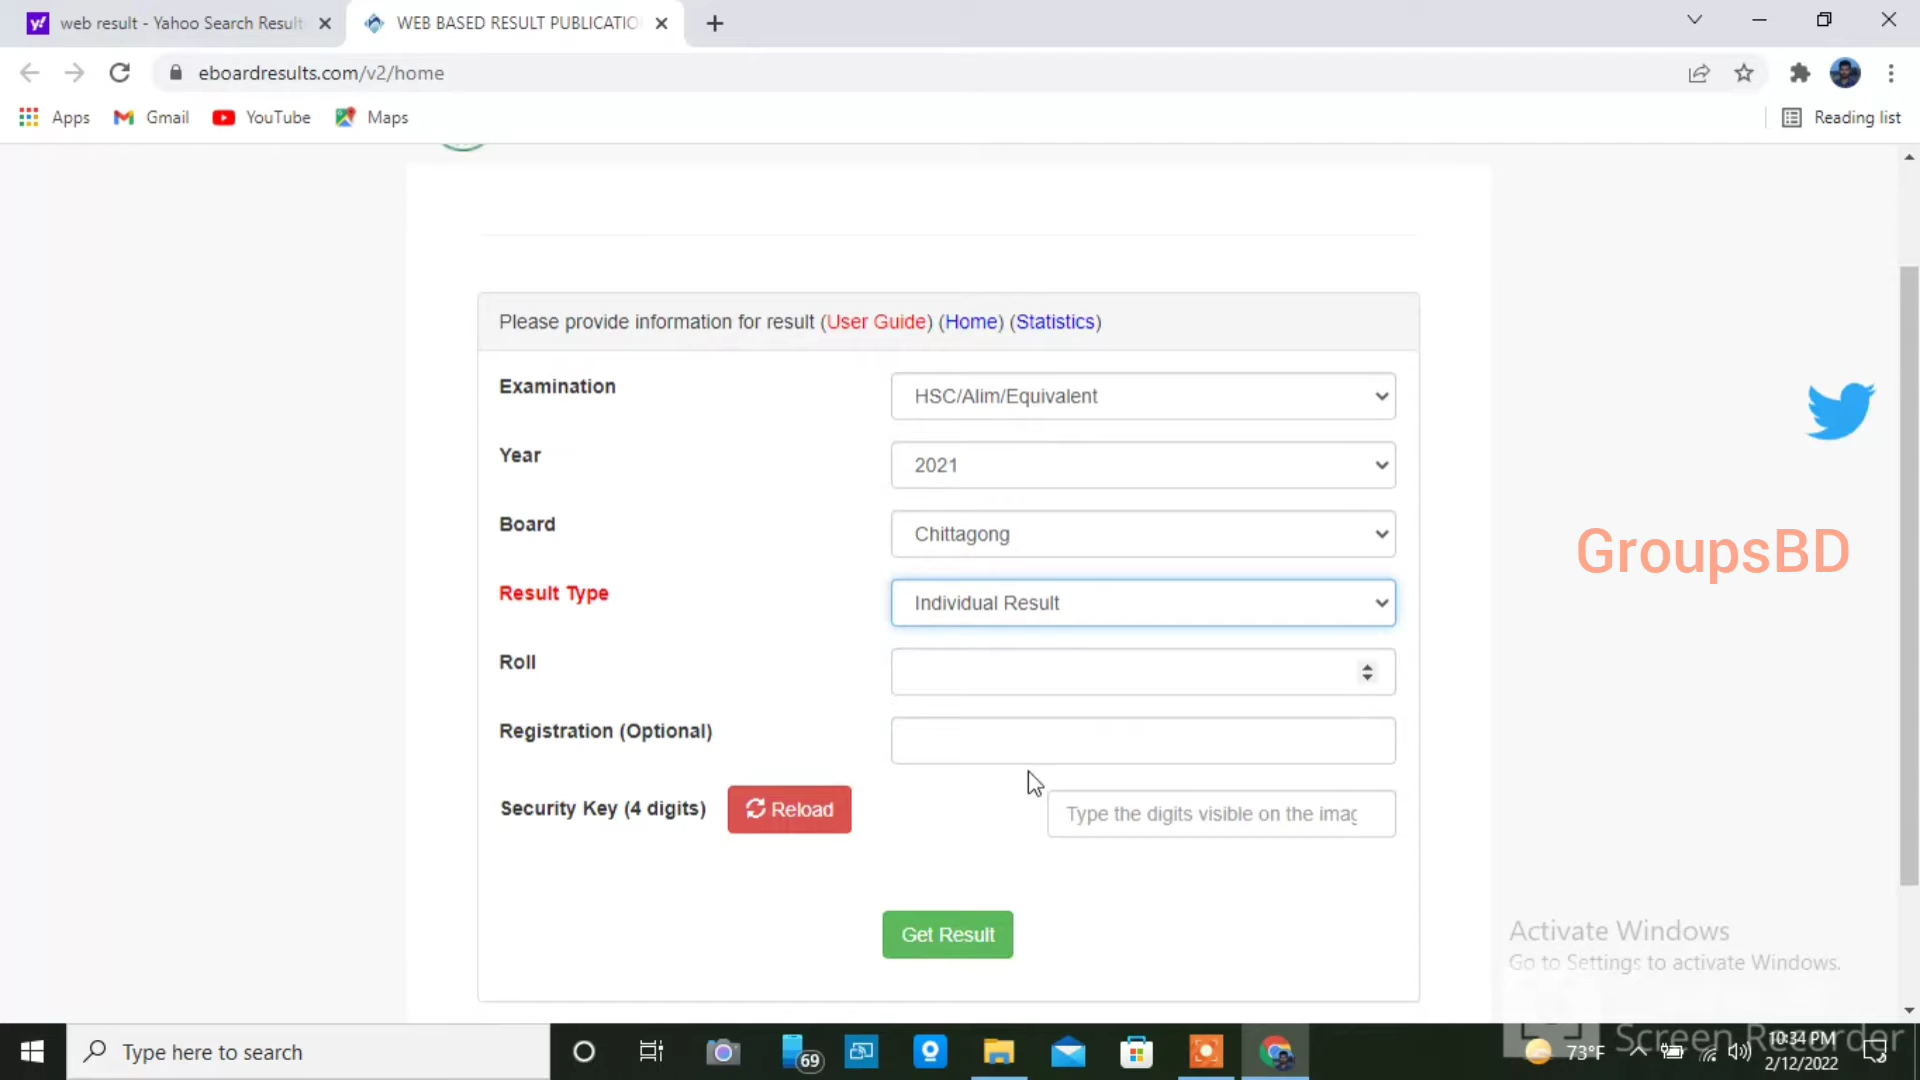 web result - Yahoo Search Result
WEB BASED RESULT PUBLICATIO
eboardresults.com/v2/home
Apps
Gmail
YouTube
Maps
Reading list
Please provide information for result (User Guide) (Home) (Statistics)
Examination
HSC/Alim/Equivalent
Year
2021
Board
Chittagong
GroupsBD
Result Type
Individual Result
Roll
Registration (Optional)
Security Key (4 digits)
Reload
Type the digits visible on the imag
Get Result
Activate Windows
Go to Settings to activate Windows.
Screen Recorder
Type here to search
69
73°F
10:34 PM
2/12/2022